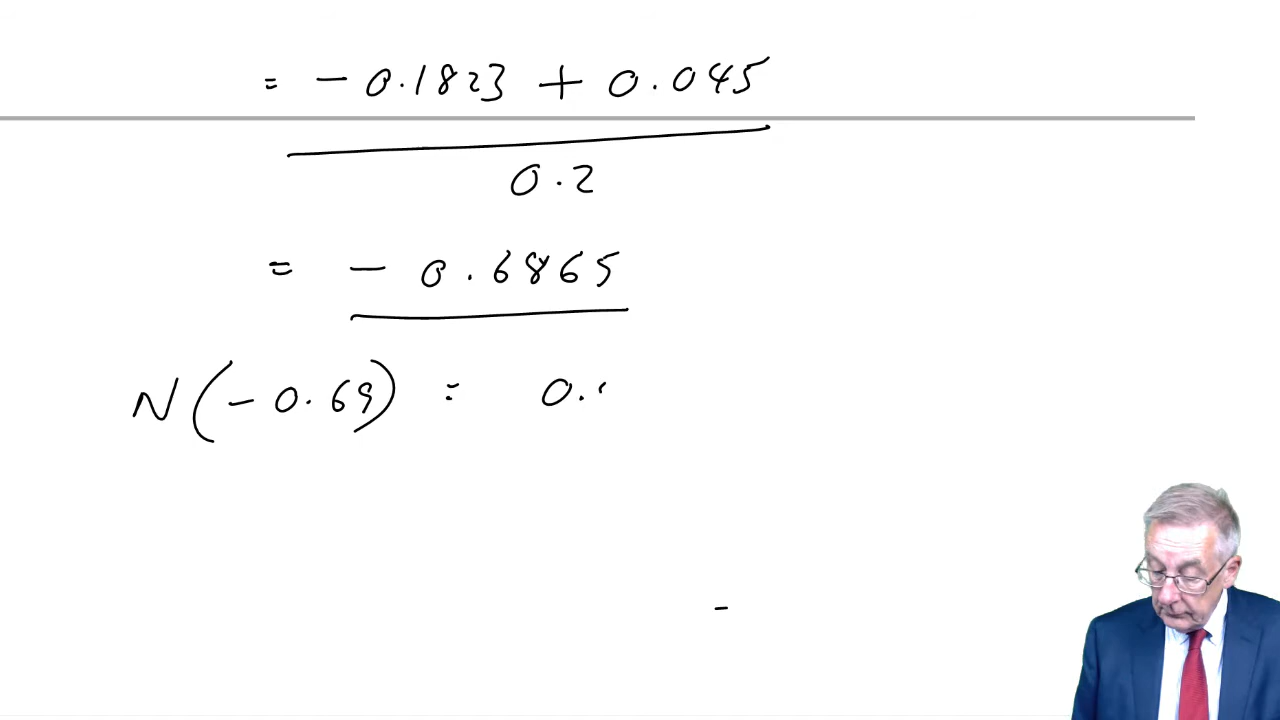 = - 0.1823 + 0.045
0.2
= - 0.6865
N(-0.69) = 0.